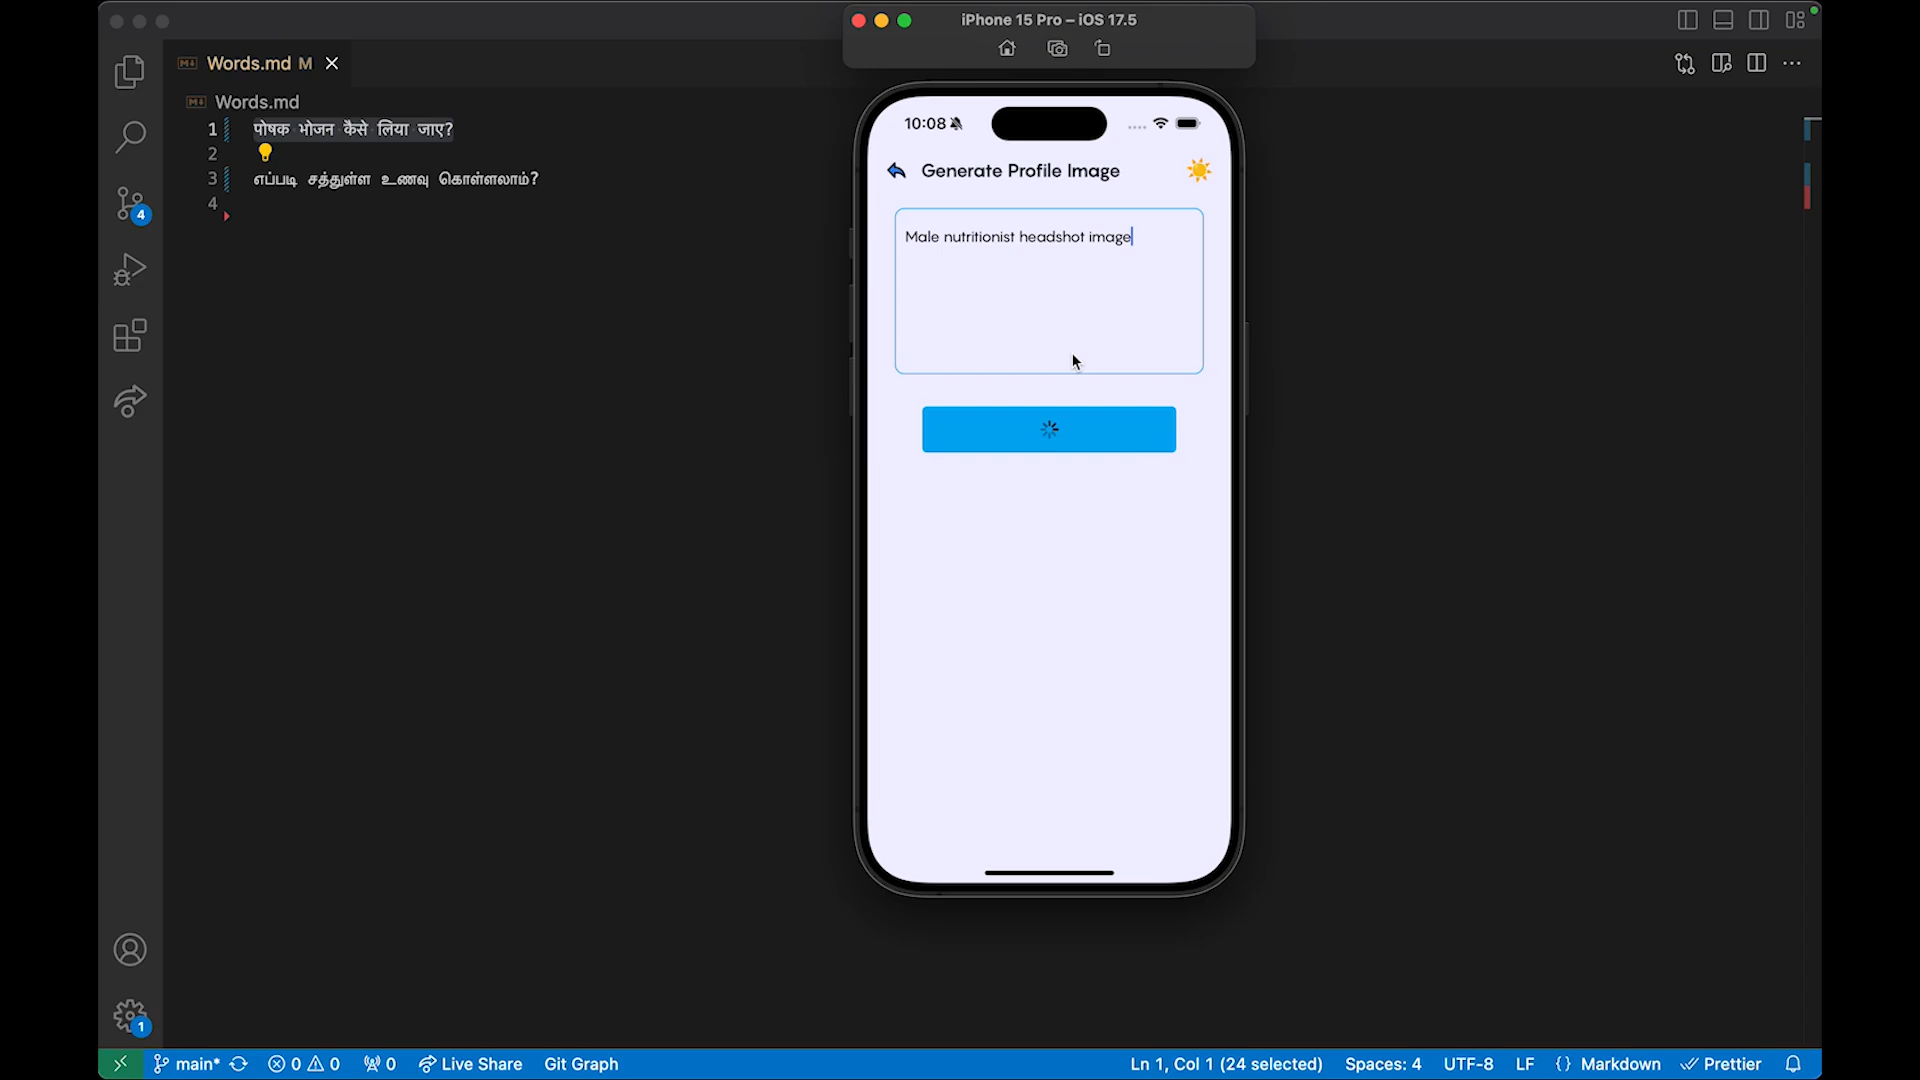 iPhone 15 Pro – iOS 17.5
Words.md M
Words.md
1 पोषक भोजन कैसे लिया जाए?
2
3 எப்படி சத்துள்ள உணவு கொள்ளலாம்?
4
10:08
Generate Profile Image
Male nutritionist headshot image
4
1
main* 0 0 0 Live Share Git Graph
Ln 1, Col 1 (24 selected) Spaces: 4 UTF-8 LF {} Markdown Prettier